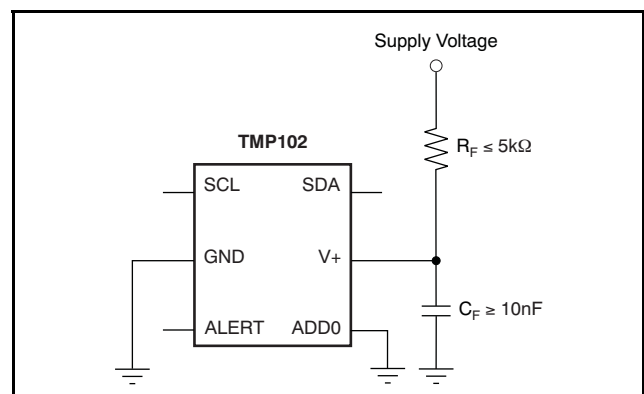 Supply Voltage
TMP102
R_F ≤ 5kΩ
SCL SDA
GND V+
C_F ≥ 10nF
ALERT ADD0